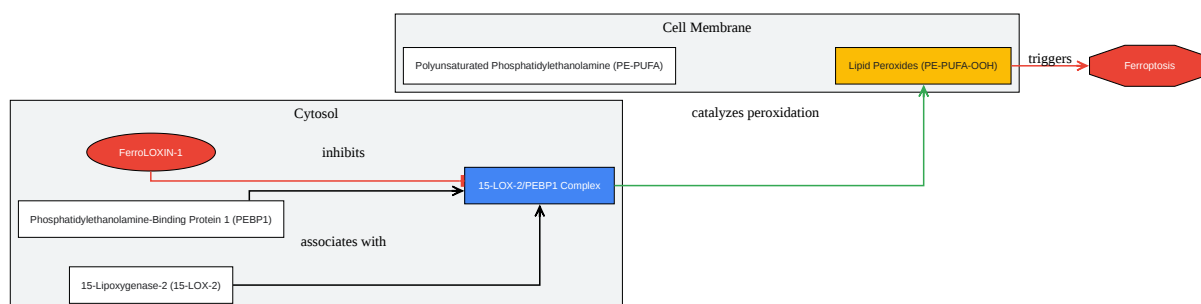 Cell Membrane
Polyunsaturated Phosphatidylethanolamine (PE-PUFA)
Lipid Peroxides (PE-PUFA-OOH)
triggers
Ferroptosis
Cytosol
catalyzes peroxidation
FerroLOXIN-1
inhibits
15-LOX-2/PEBP1 Complex
Phosphatidylethanolamine-Binding Protein 1 (PEBP1)
associates with
15-Lipoxygenase-2 (15-LOX-2)